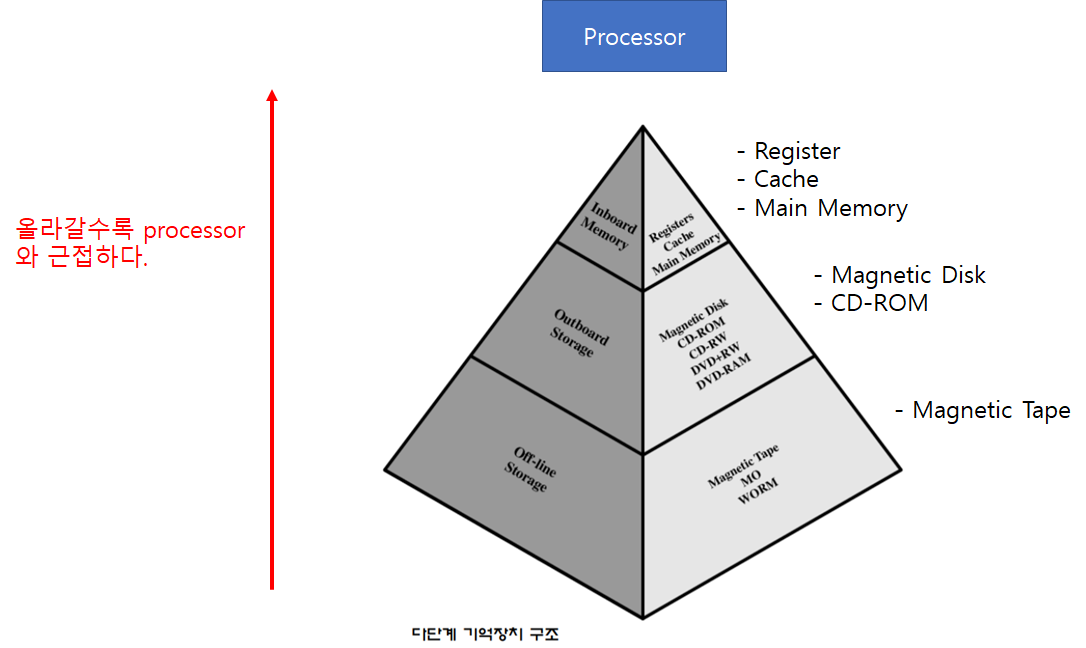 Processor
올라갈수록 processor
와 근접하다.
- Register
- Cache
- Main Memory
Inboard
Memory
Registers
Cache
Main Memory
- Magnetic Disk
- CD-ROM
Outboard
Storage
Magnetic Disk
CD-ROM
CD-RW
DVD+RW
DVD-RAM
- Magnetic Tape
Off-line
Storage
Magnetic Tape
MO
WORM
다단계 기억장치 구조